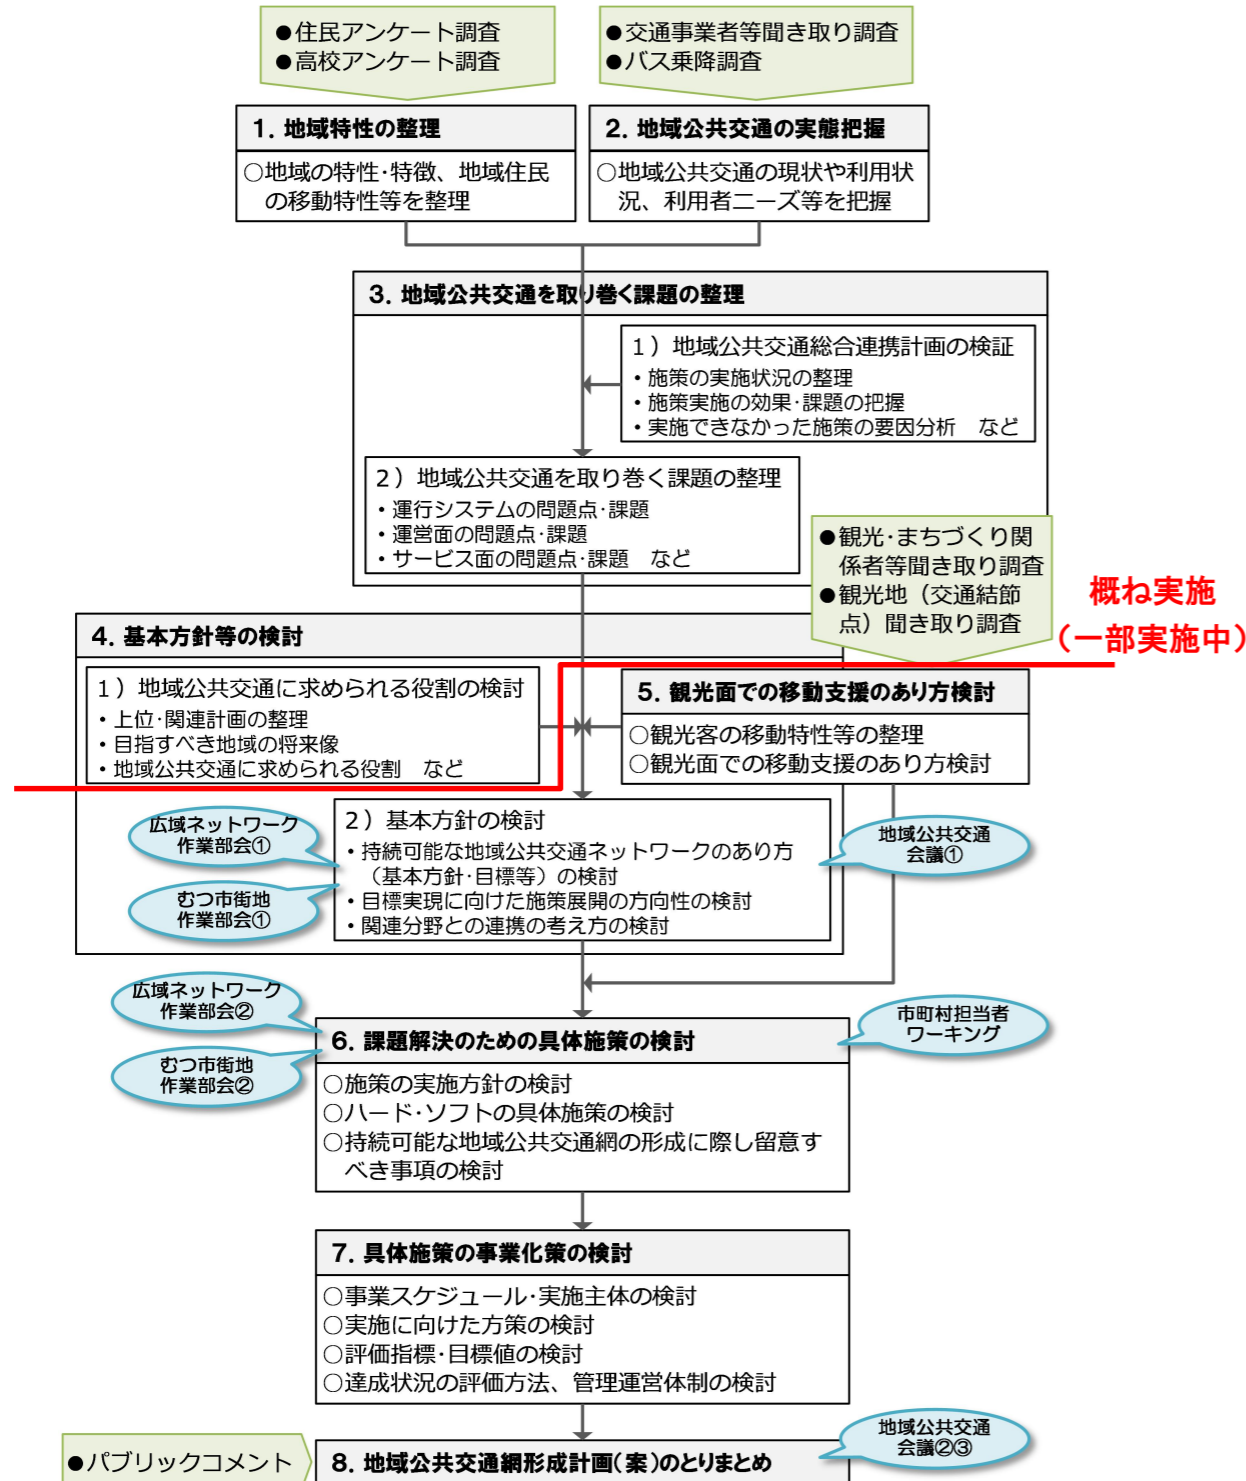 ●住民アンケート調査
●高校アンケート調査
●交通事業者等聞き取り調査
●バス乗降調査
1．地域特性の整理
○地域の特性･特徴、地域住民
の移動特性等を整理
2．地域公共交通の実態把握
○地域公共交通の現状や利用状
況、利用者ニーズ等を把握
3．地域公共交通を取り巻く課題の整理
1）地域公共交通総合連携計画の検証
・施策の実施状況の整理
・施策実施の効果･課題の把握
・実施できなかった施策の要因分析　など
2）地域公共交通を取り巻く課題の整理
・運行システムの問題点･課題
・運営面の問題点･課題
・サービス面の問題点･課題　など
●観光･まちづくり関
係者等聞き取り調査
●観光地（交通結節
点）聞き取り調査
概ね実施
（一部実施中）
4．基本方針等の検討
1）地域公共交通に求められる役割の検討
・上位･関連計画の整理
・目指すべき地域の将来像
・地域公共交通に求められる役割　など
5．観光面での移動支援のあり方検討
○観光客の移動特性等の整理
○観光面での移動支援のあり方検討
広域ネットワーク
作業部会①
むつ市街地
作業部会①
2）基本方針の検討
・持続可能な地域公共交通ネットワークのあり方
（基本方針･目標等）の検討
・目標実現に向けた施策展開の方向性の検討
・関連分野との連携の考え方の検討
地域公共交通
会議①
広域ネットワーク
作業部会②
むつ市街地
作業部会②
市町村担当者
ワーキング
6．課題解決のための具体施策の検討
○施策の実施方針の検討
○ハード･ソフトの具体施策の検討
○持続可能な地域公共交通網の形成に際し留意す
べき事項の検討
7．具体施策の事業化策の検討
○事業スケジュール･実施主体の検討
○実施に向けた方策の検討
○評価指標･目標値の検討
○達成状況の評価方法、管理運営体制の検討
●パブリックコメント
8．地域公共交通網形成計画（案）のとりまとめ
地域公共交通
会議②③